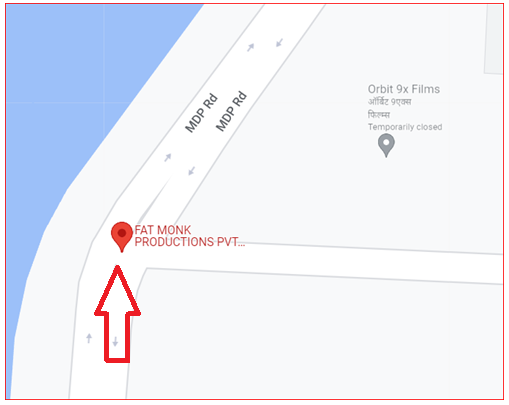 MDP Rd
MDP Rd
Orbit 9x Films
ऑर्बिट 9एक्स
फिल्म्स
Temporarily closed
FAT MONK
PRODUCTIONS PVT...